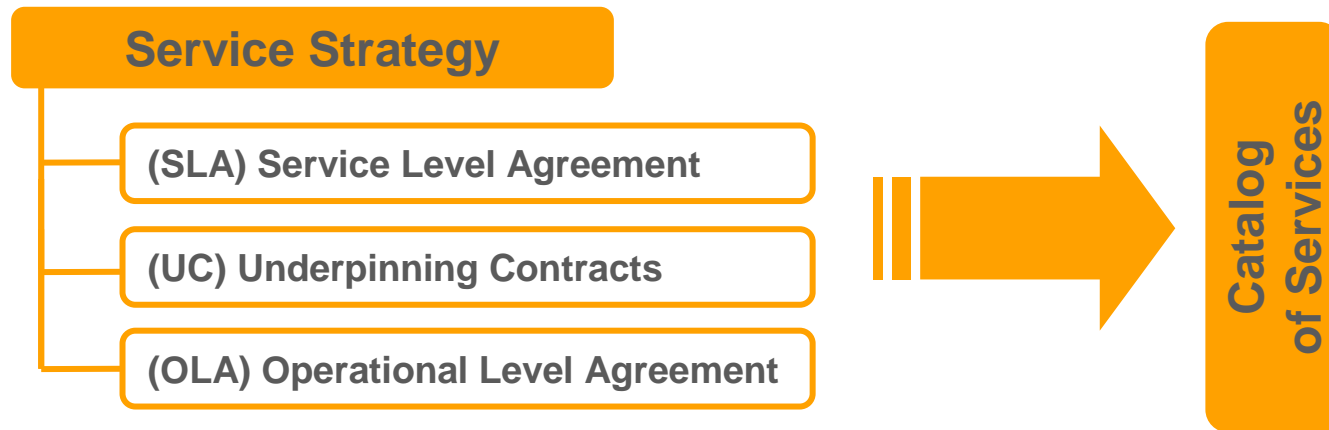 Service Strategy
(SLA) Service Level Agreement
(UC) Underpinning Contracts
(OLA) Operational Level Agreement
Catalog
of Services